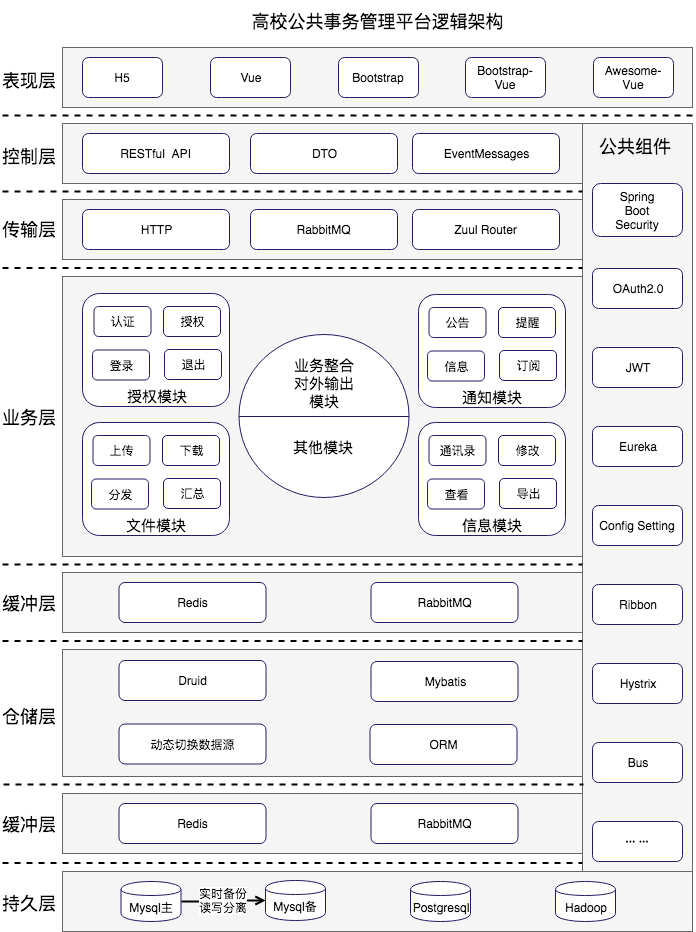 高校公共事务管理平台逻辑架构
表现层
H5
Vue
Bootstrap
Bootstrap-
Vue
Awesome-
Vue
控制层
RESTful API
DTO
EventMessages
传输层
HTTP
RabbitMQ
Zuul Router
业务层
认证
授权
登录
退出
授权模块
上传
下载
分发
汇总
文件模块
业务整合
对外输出
模块
其他模块
公告
提醒
信息
订阅
通知模块
通讯录
修改
查看
导出
信息模块
缓冲层
Redis
RabbitMQ
仓储层
Druid
Mybatis
动态切换数据源
ORM
缓冲层
Redis
RabbitMQ
公共组件
Spring
Boot
Security
OAuth2.0
JWT
Eureka
Config Setting
Ribbon
Hystrix
Bus
... ...
持久层
Mysql主
实时备份
读写分离
Mysql备
Postgresql
Hadoop